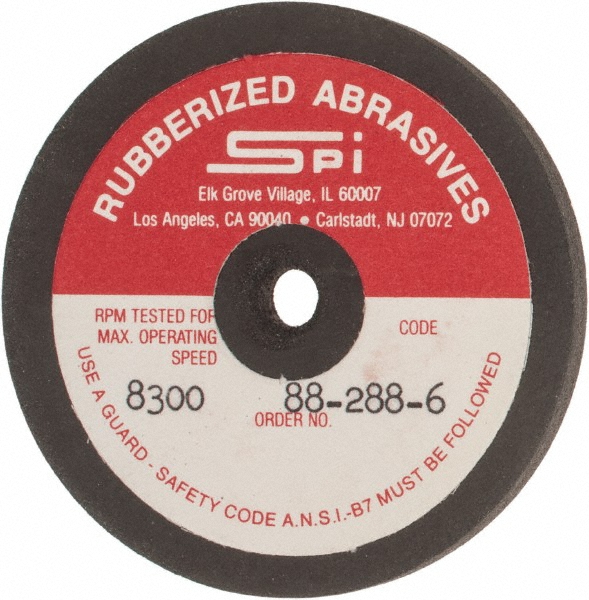 RUBBERIZED ABRASIVES
SPi
Elk Grove Village, IL 60007
Los Angeles, CA 90040 • Carlstadt, NJ 07072
RPM TESTED FOR
MAX. OPERATING
SPEED
CODE
8300
88-288-6
ORDER NO.
USE A GUARD - SAFETY CODE A.N.S.I.-B7 MUST BE FOLLOWED